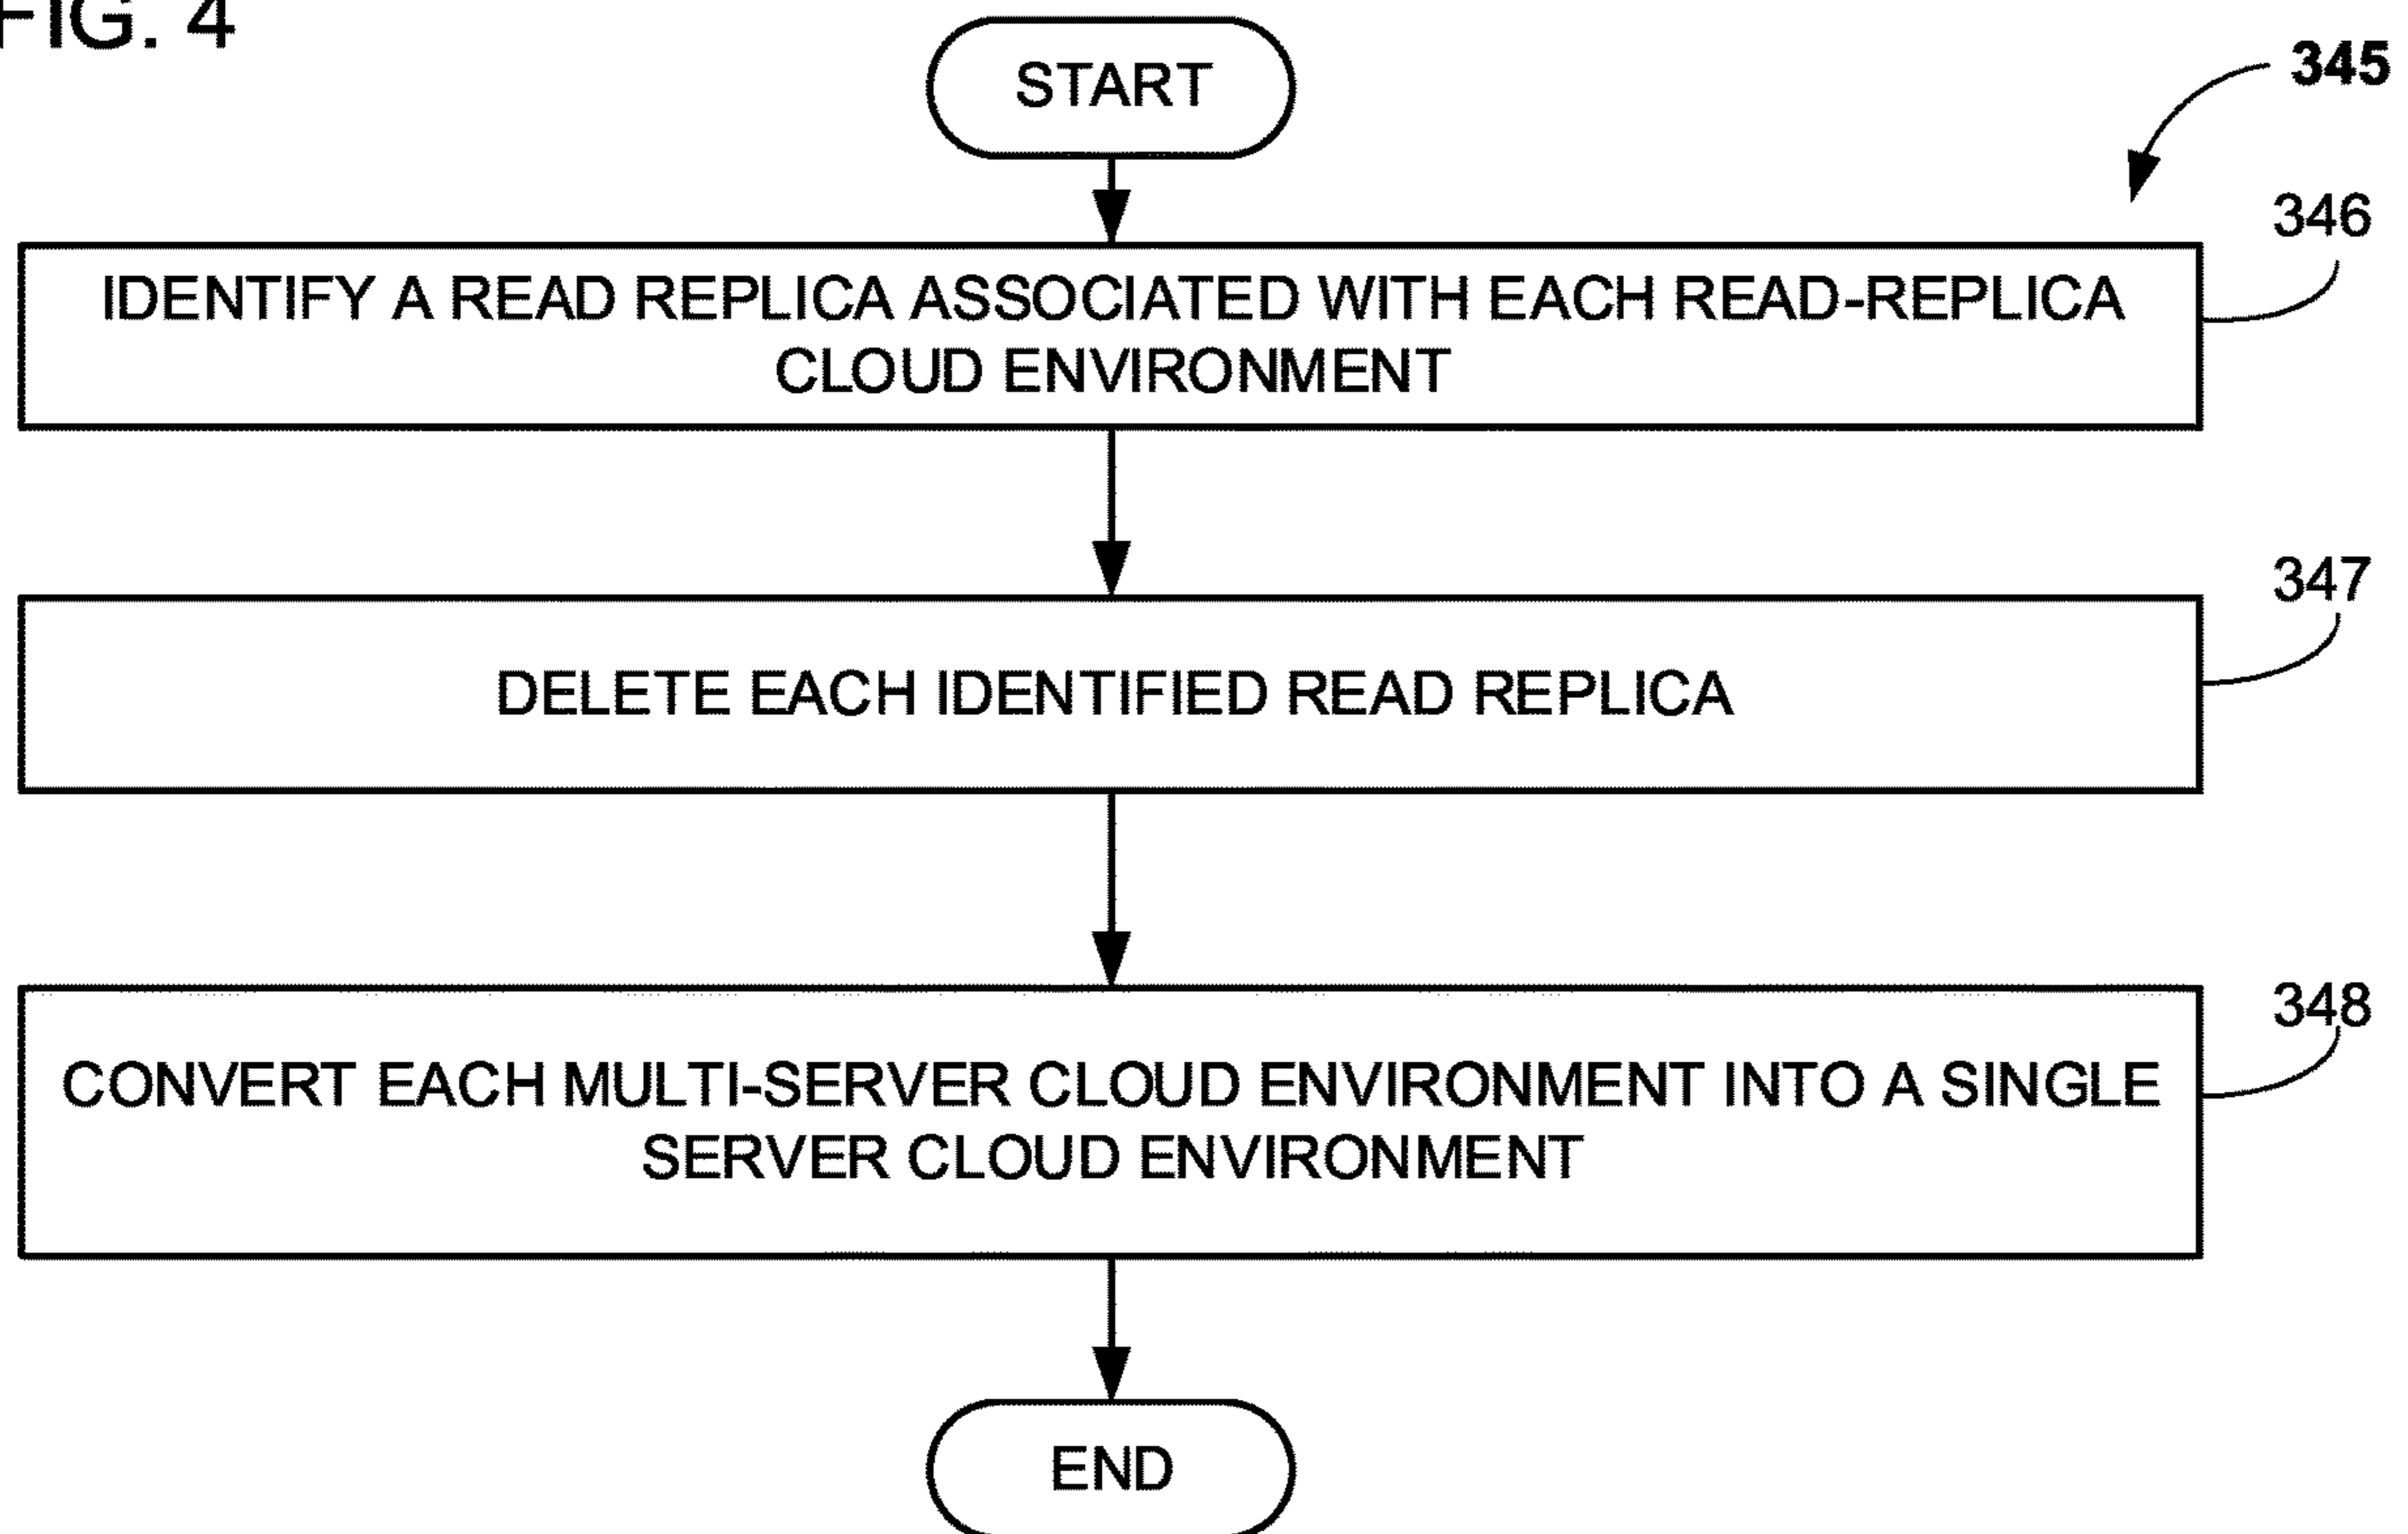 FIG. 4
START
345
346
IDENTIFY A READ REPLICA ASSOCIATED WITH EACH READ-REPLICA
CLOUD ENVIRONMENT
347
DELETE EACH IDENTIFIED READ REPLICA
348
CONVERT EACH MULTI-SERVER CLOUD ENVIRONMENT INTO A SINGLE
SERVER CLOUD ENVIRONMENT
END